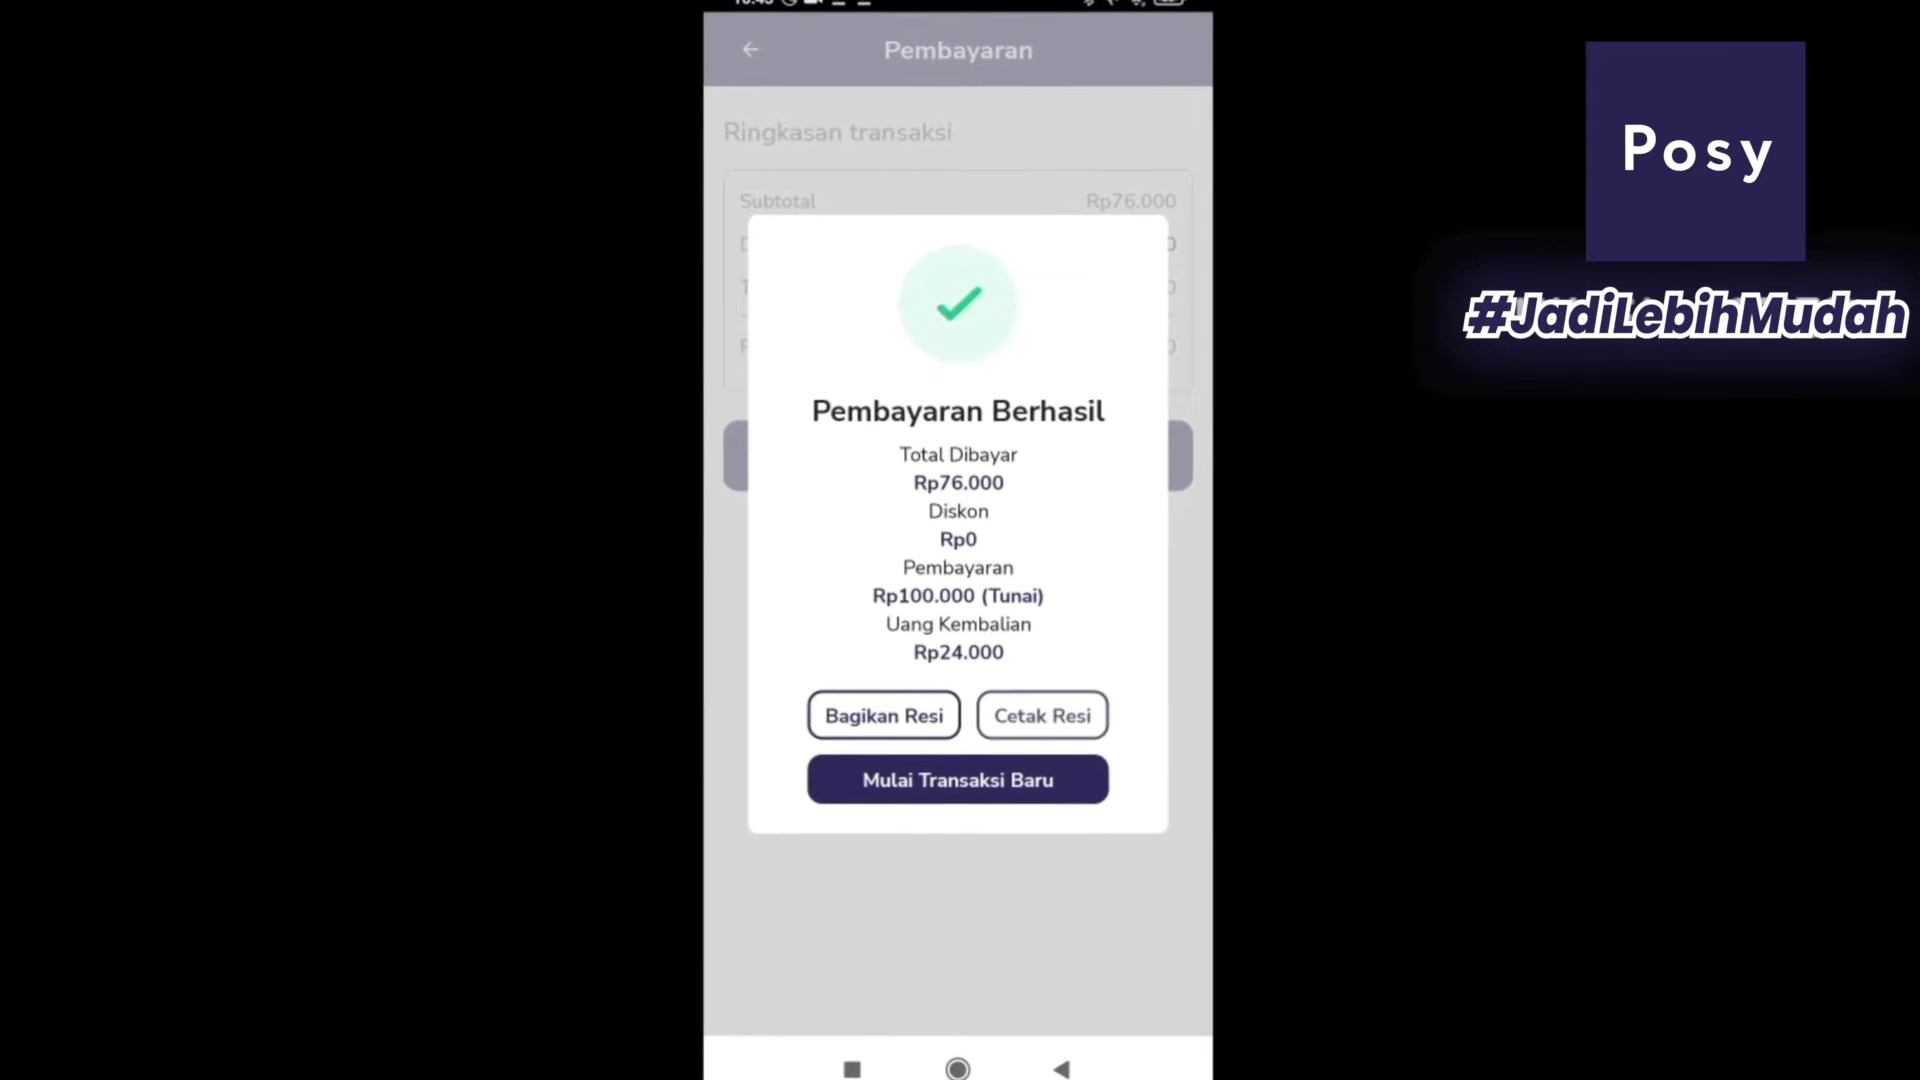 Pembayaran
Posy
Ringkasan transaksi
Subtotal Rp76.000
#JadiLebihMudah
Pembayaran Berhasil
Total Dibayar
Rp76.000
Diskon
Rp0
Pembayaran
Rp100.000 (Tunai)
Uang Kembalian
Rp24.000
Bagikan Resi Cetak Resi
Mulai Transaksi Baru